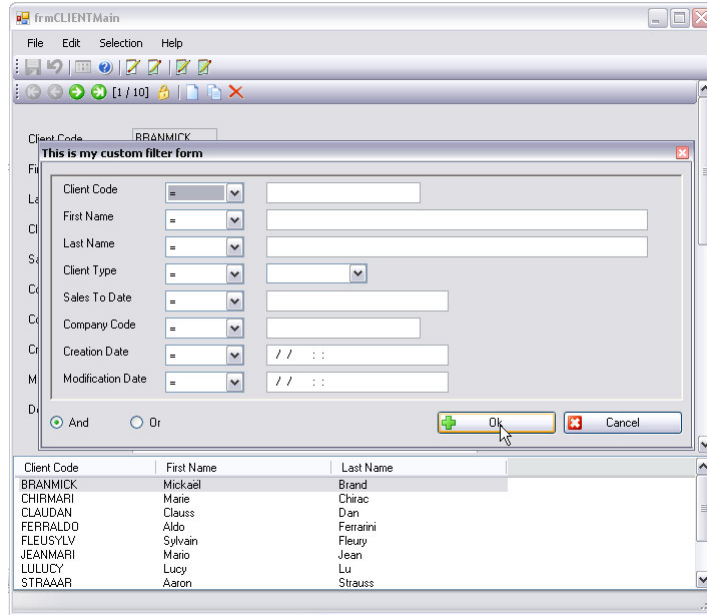 frmCLIENTMain
File Edit Selection Help
[1 / 10]
Client Code BRANMICK
This is my custom filter form
Client Code =
First Name =
Last Name =
Client Type =
Sales To Date =
Company Code =
Creation Date = / / : :
Modification Date = / / : :
And Or Ok Cancel
Client Code First Name Last Name
BRANMICK Mickaël Brand
CHIRMARI Marie Chirac
CLAUDAN Clauss Dan
FERRALDO Aldo Ferrarini
FLEUSYLV Sylvain Fleury
JEANMARI Mario Jean
LULUCY Lucy Lu
STRAAAR Aaron Strauss